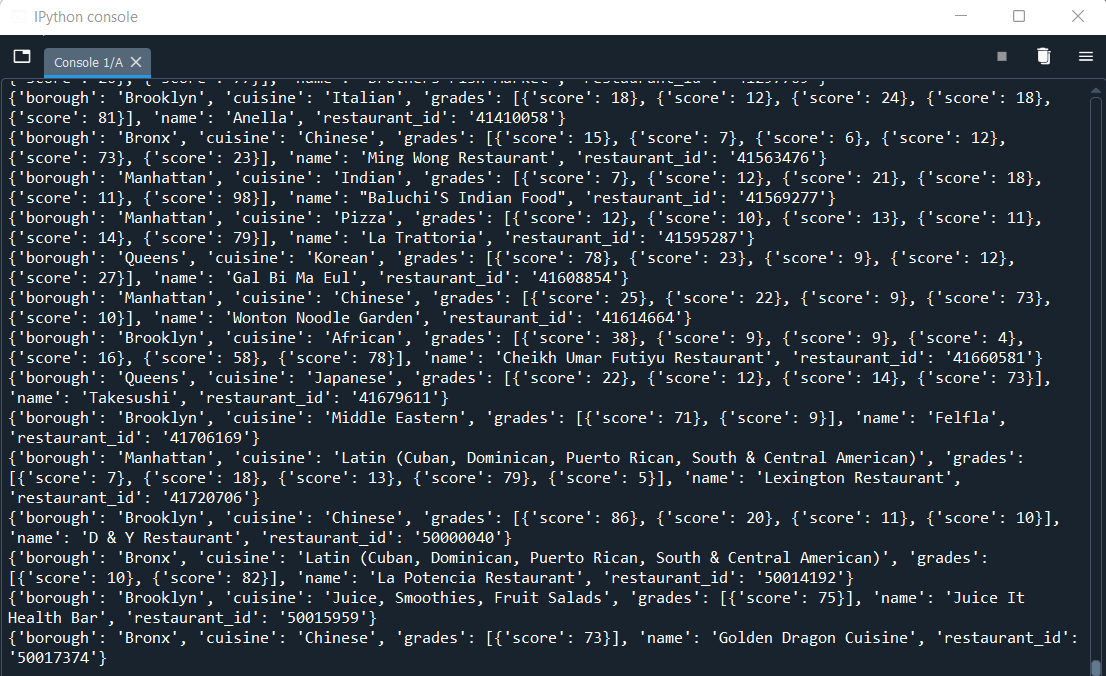 IPython console
Console 1/A
{'borough': 'Brooklyn', 'cuisine': 'Italian', 'grades': [{'score': 18}, {'score': 12}, {'score': 24}, {'score': 18},
{'score': 81}], 'name': 'Anella', 'restaurant_id': '41410058'}
{'borough': 'Bronx', 'cuisine': 'Chinese', 'grades': [{'score': 15}, {'score': 7}, {'score': 6}, {'score': 12},
{'score': 73}, {'score': 23}], 'name': 'Ming Wong Restaurant', 'restaurant_id': '41563476'}
{'borough': 'Manhattan', 'cuisine': 'Indian', 'grades': [{'score': 7}, {'score': 12}, {'score': 21}, {'score': 18},
{'score': 11}, {'score': 98}], 'name': "Baluchi'S Indian Food", 'restaurant_id': '41569277'}
{'borough': 'Manhattan', 'cuisine': 'Pizza', 'grades': [{'score': 12}, {'score': 10}, {'score': 13}, {'score': 11},
{'score': 14}, {'score': 79}], 'name': 'La Trattoria', 'restaurant_id': '41595287'}
{'borough': 'Queens', 'cuisine': 'Korean', 'grades': [{'score': 78}, {'score': 23}, {'score': 9}, {'score': 12},
{'score': 27}], 'name': 'Gal Bi Ma Eul', 'restaurant_id': '41608854'}
{'borough': 'Manhattan', 'cuisine': 'Chinese', 'grades': [{'score': 25}, {'score': 22}, {'score': 9}, {'score': 73},
{'score': 10}], 'name': 'Wonton Noodle Garden', 'restaurant_id': '41614664'}
{'borough': 'Brooklyn', 'cuisine': 'African', 'grades': [{'score': 38}, {'score': 9}, {'score': 9}, {'score': 4},
{'score': 16}, {'score': 58}, {'score': 78}], 'name': 'Cheikh Umar Futiyu Restaurant', 'restaurant_id': '41660581'}
{'borough': 'Queens', 'cuisine': 'Japanese', 'grades': [{'score': 22}, {'score': 12}, {'score': 14}, {'score': 73}],
'name': 'Takesushi', 'restaurant_id': '41679611'}
{'borough': 'Brooklyn', 'cuisine': 'Middle Eastern', 'grades': [{'score': 71}, {'score': 9}], 'name': 'Felfla',
'restaurant_id': '41706169'}
{'borough': 'Manhattan', 'cuisine': 'Latin (Cuban, Dominican, Puerto Rican, South & Central American)', 'grades':
[{'score': 7}, {'score': 18}, {'score': 13}, {'score': 79}, {'score': 5}], 'name': 'Lexington Restaurant',
'restaurant_id': '41720706'}
{'borough': 'Brooklyn', 'cuisine': 'Chinese', 'grades': [{'score': 86}, {'score': 20}, {'score': 11}, {'score': 10}],
'name': 'D & Y Restaurant', 'restaurant_id': '50000040'}
{'borough': 'Bronx', 'cuisine': 'Latin (Cuban, Dominican, Puerto Rican, South & Central American)', 'grades':
[{'score': 10}, {'score': 82}], 'name': 'La Potencia Restaurant', 'restaurant_id': '50014192'}
{'borough': 'Brooklyn', 'cuisine': 'Juice, Smoothies, Fruit Salads', 'grades': [{'score': 75}], 'name': 'Juice It
Health Bar', 'restaurant_id': '50015959'}
{'borough': 'Bronx', 'cuisine': 'Chinese', 'grades': [{'score': 73}], 'name': 'Golden Dragon Cuisine', 'restaurant_id':
'50017374'}